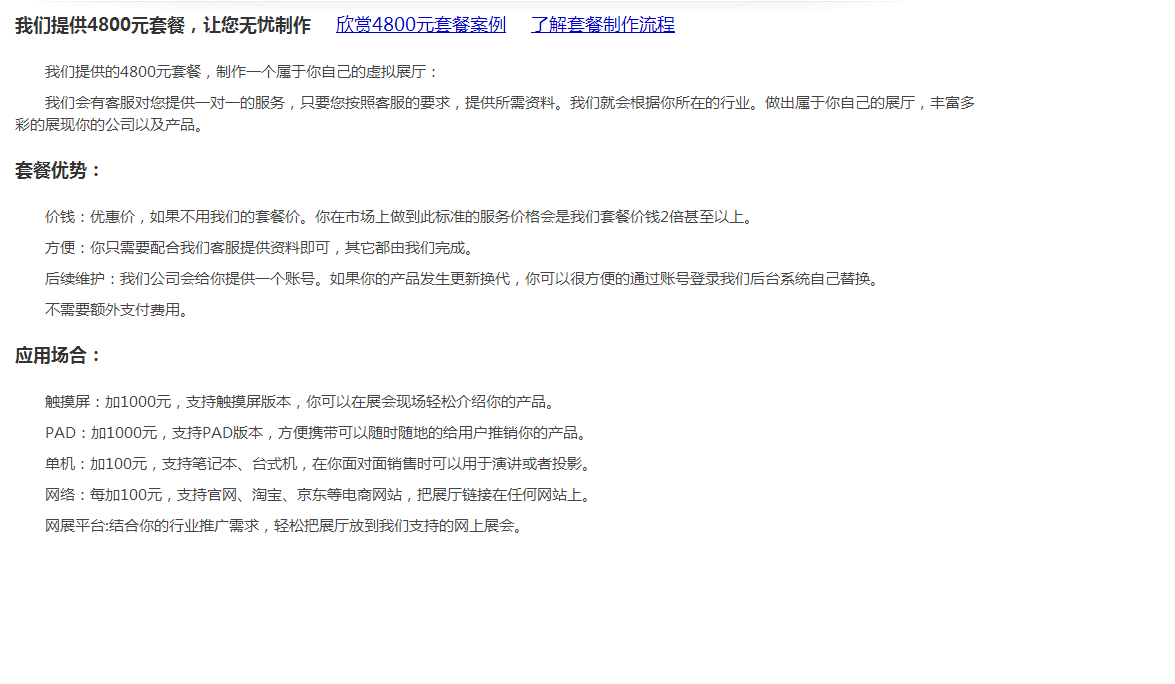 我们提供4800元套餐，让您无忧制作 欣赏4800元套餐案例 了解套餐制作流程
我们提供的4800元套餐，制作一个属于你自己的虚拟展厅：
我们会有客服对您提供一对一的服务，只要您按照客服的要求，提供所需资料。我们就会根据你所在的行业。做出属于你自己的展厅，丰富多
彩的展现你的公司以及产品。
套餐优势：
价钱：优惠价，如果不用我们的套餐价。你在市场上做到此标准的服务价格会是我们套餐价钱2倍甚至以上。
方便：你只需要配合我们客服提供资料即可，其它都由我们完成。
后续维护：我们公司会给你提供一个账号。如果你的产品发生更新换代，你可以很方便的通过账号登录我们后台系统自己替换。
不需要额外支付费用。
应用场合：
触摸屏：加1000元，支持触摸屏版本，你可以在展会现场轻松介绍你的产品。
PAD：加1000元，支持PAD版本，方便携带可以随时随地的给用户推销你的产品。
单机：加100元，支持笔记本、台式机，在你面对面销售时可以用于演讲或者投影。
网络：每加100元，支持官网、淘宝、京东等电商网站，把展厅链接在任何网站上。
网展平台:结合你的行业推广需求，轻松把展厅放到我们支持的网上展会。